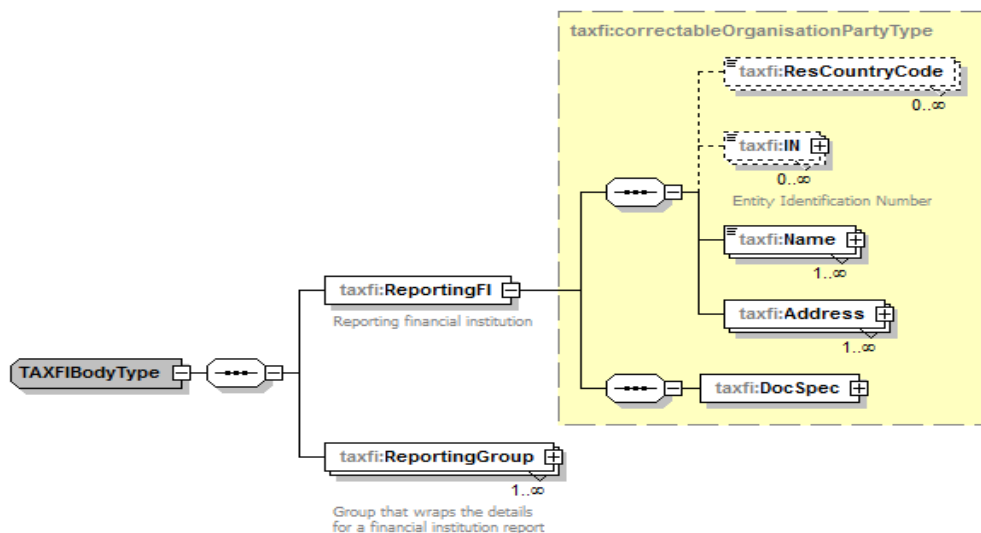 taxfi:correctableOrganisationPartyType
taxfi:ResCountryCode
0..∞
taxfi:IN
0..∞
Entity Identification Number
taxfi:Name
1..∞
taxfi:ReportingFI
Reporting financial institution
taxfi:Address
1..∞
TAXFIBodyType
taxfi:DocSpec
taxfi:ReportingGroup
1..∞
Group that wraps the details
for a financial institution report